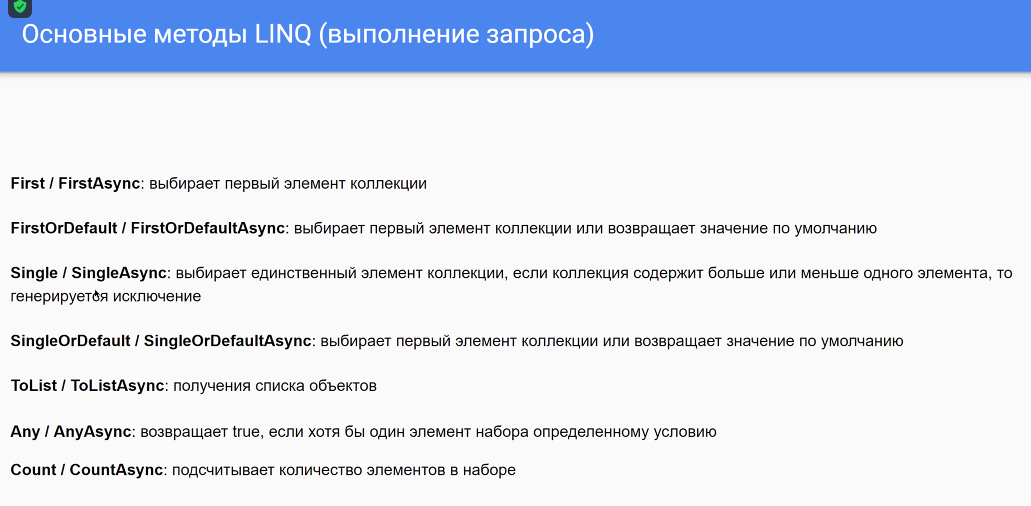 Основные методы LINQ (выполнение запроса)
First / FirstAsync: выбирает первый элемент коллекции
FirstOrDefault / FirstOrDefaultAsync: выбирает первый элемент коллекции или возвращает значение по умолчанию
Single / SingleAsync: выбирает единственный элемент коллекции, если коллекция содержит больше или меньше одного элемента, то
генерируется исключение
SingleOrDefault / SingleOrDefaultAsync: выбирает первый элемент коллекции или возвращает значение по умолчанию
ToList / ToListAsync: получения списка объектов
Any / AnyAsync: возвращает true, если хотя бы один элемент набора определенному условию
Count / CountAsync: подсчитывает количество элементов в наборе